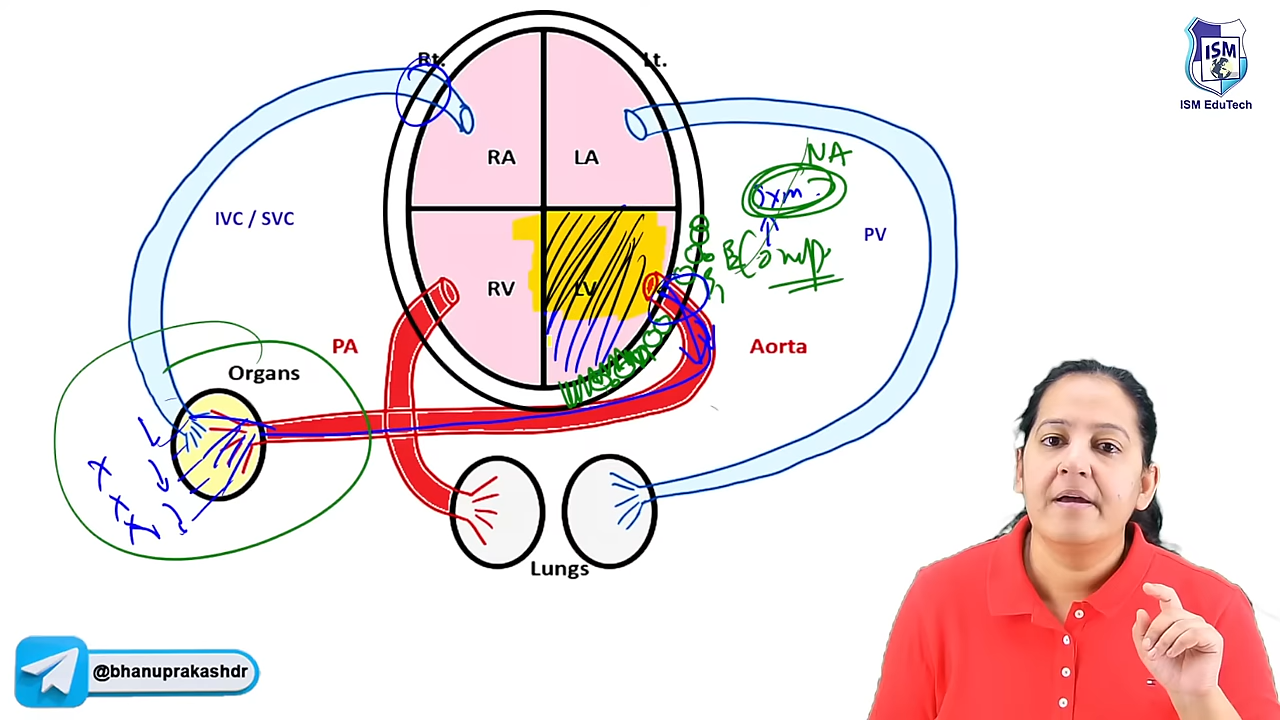 Rt.
Lt.
ISM
ISM EduTech
NA
RA
LA
IVC / SVC
PV
RV
LV
PA
Aorta
Organs
Lungs
@bhanuprakashdr